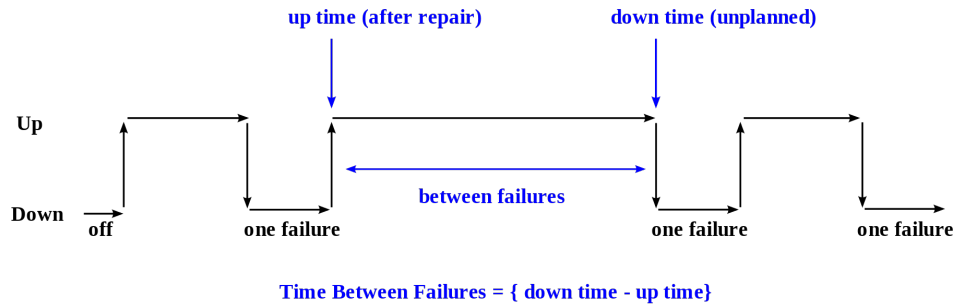 up time (after repair)
down time (unplanned)
Up
between failures
Down
off
one failure
one failure
one failure
Time Between Failures = { down time - up time}